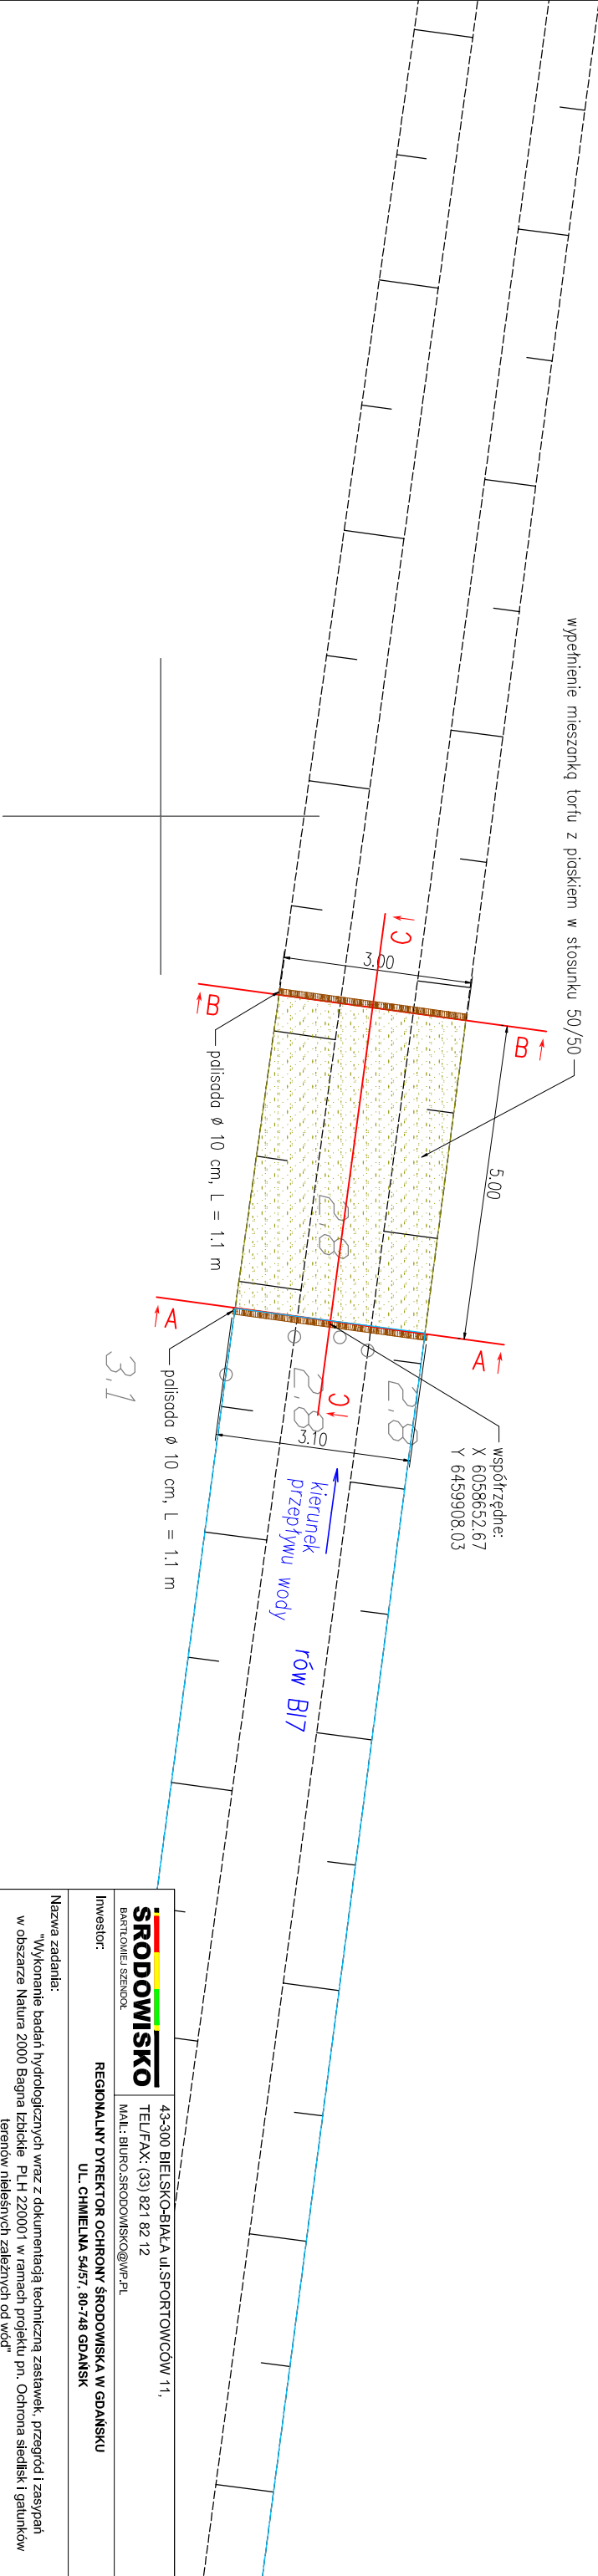 wypełnienie mieszanką torfu z piaskiem w stosunku 50/50
C
3.00
B
B
5.00
palisada ø 10 cm, L = 1.1 m
2.8
A
A
2.8
2.8
C
3.10
3.1
palisada ø 10 cm, L = 1.1 m
współrzędne:
X 6058652.67
Y 6459908.03
kierunek
przepływu wody
rów BI7
ŚRODOWISKO
BARTŁOMIEJ SZENDOŁ
43-300 BIELSKO-BIAŁA ul.SPORTOWCÓW 11,
TEL/FAX: (33) 821 82 12
MAIL: BIURO.SRODOWISKO@WP.PL
Inwestor:
REGIONALNY DYREKTOR OCHRONY ŚRODOWISKA W GDAŃSKU
UL. CHMIELNA 54/57, 80-748 GDAŃSK
Nazwa zadania:
"Wykonanie badań hydrologicznych wraz z dokumentacją techniczną zastawek, przegród i zasypań
w obszarze Natura 2000 Bagna Izbickie PLH 220001 w ramach projektu pn. Ochrona siedlisk i gatunków
terenów nieleśnych zależnych od wód"